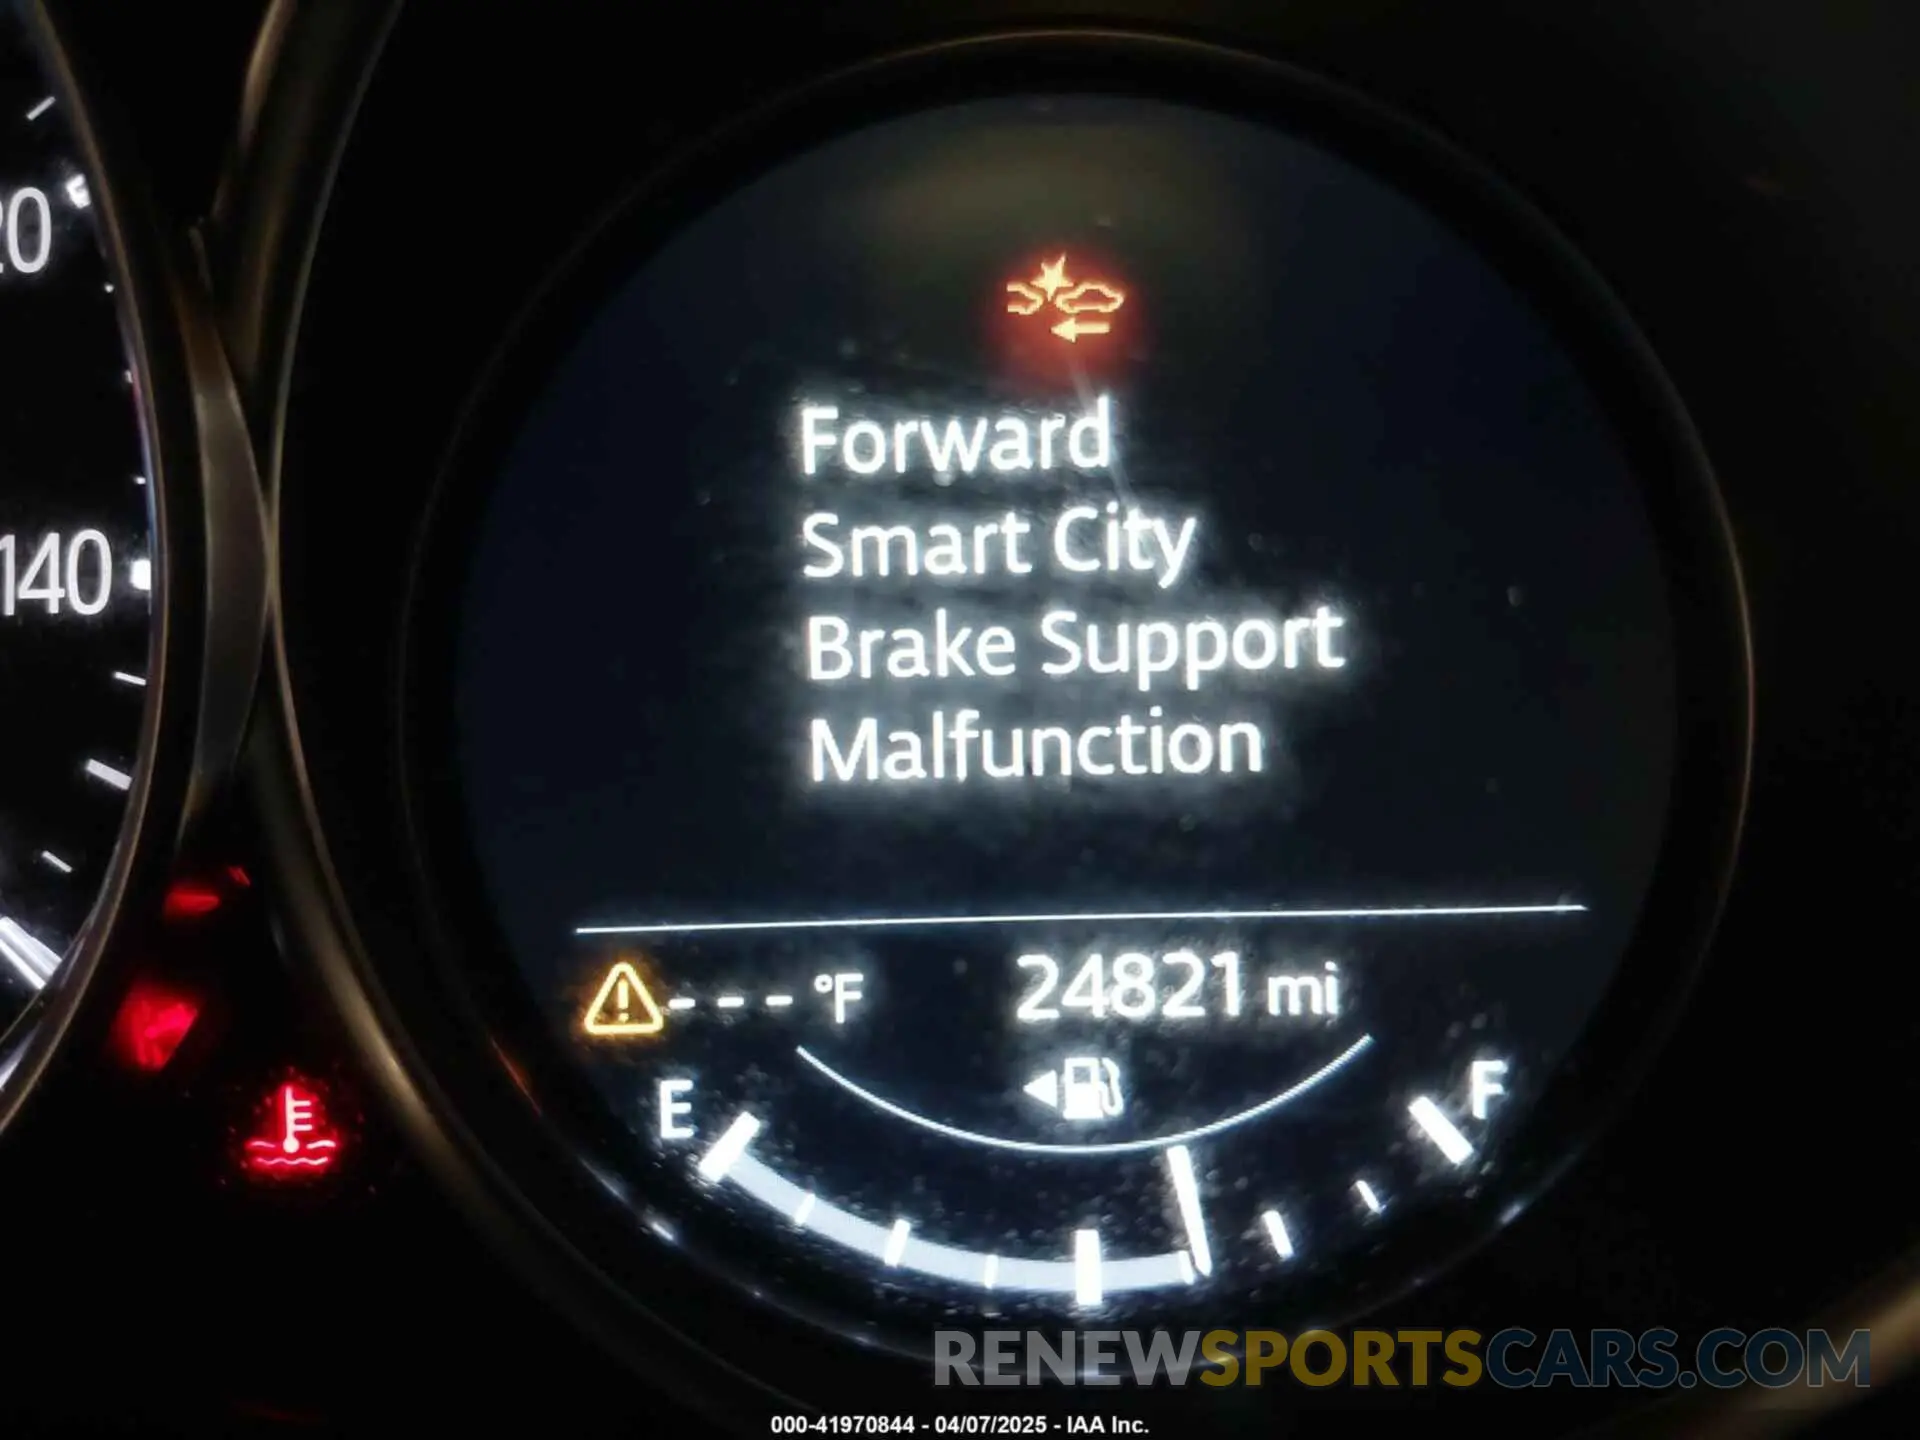 20
140
Forward
Smart City
Brake Support
Malfunction
--- °F
24821 mi
E
F
RENEWSPORTSCARS.COM
000-41970844 - 04/07/2025 - IAA Inc.